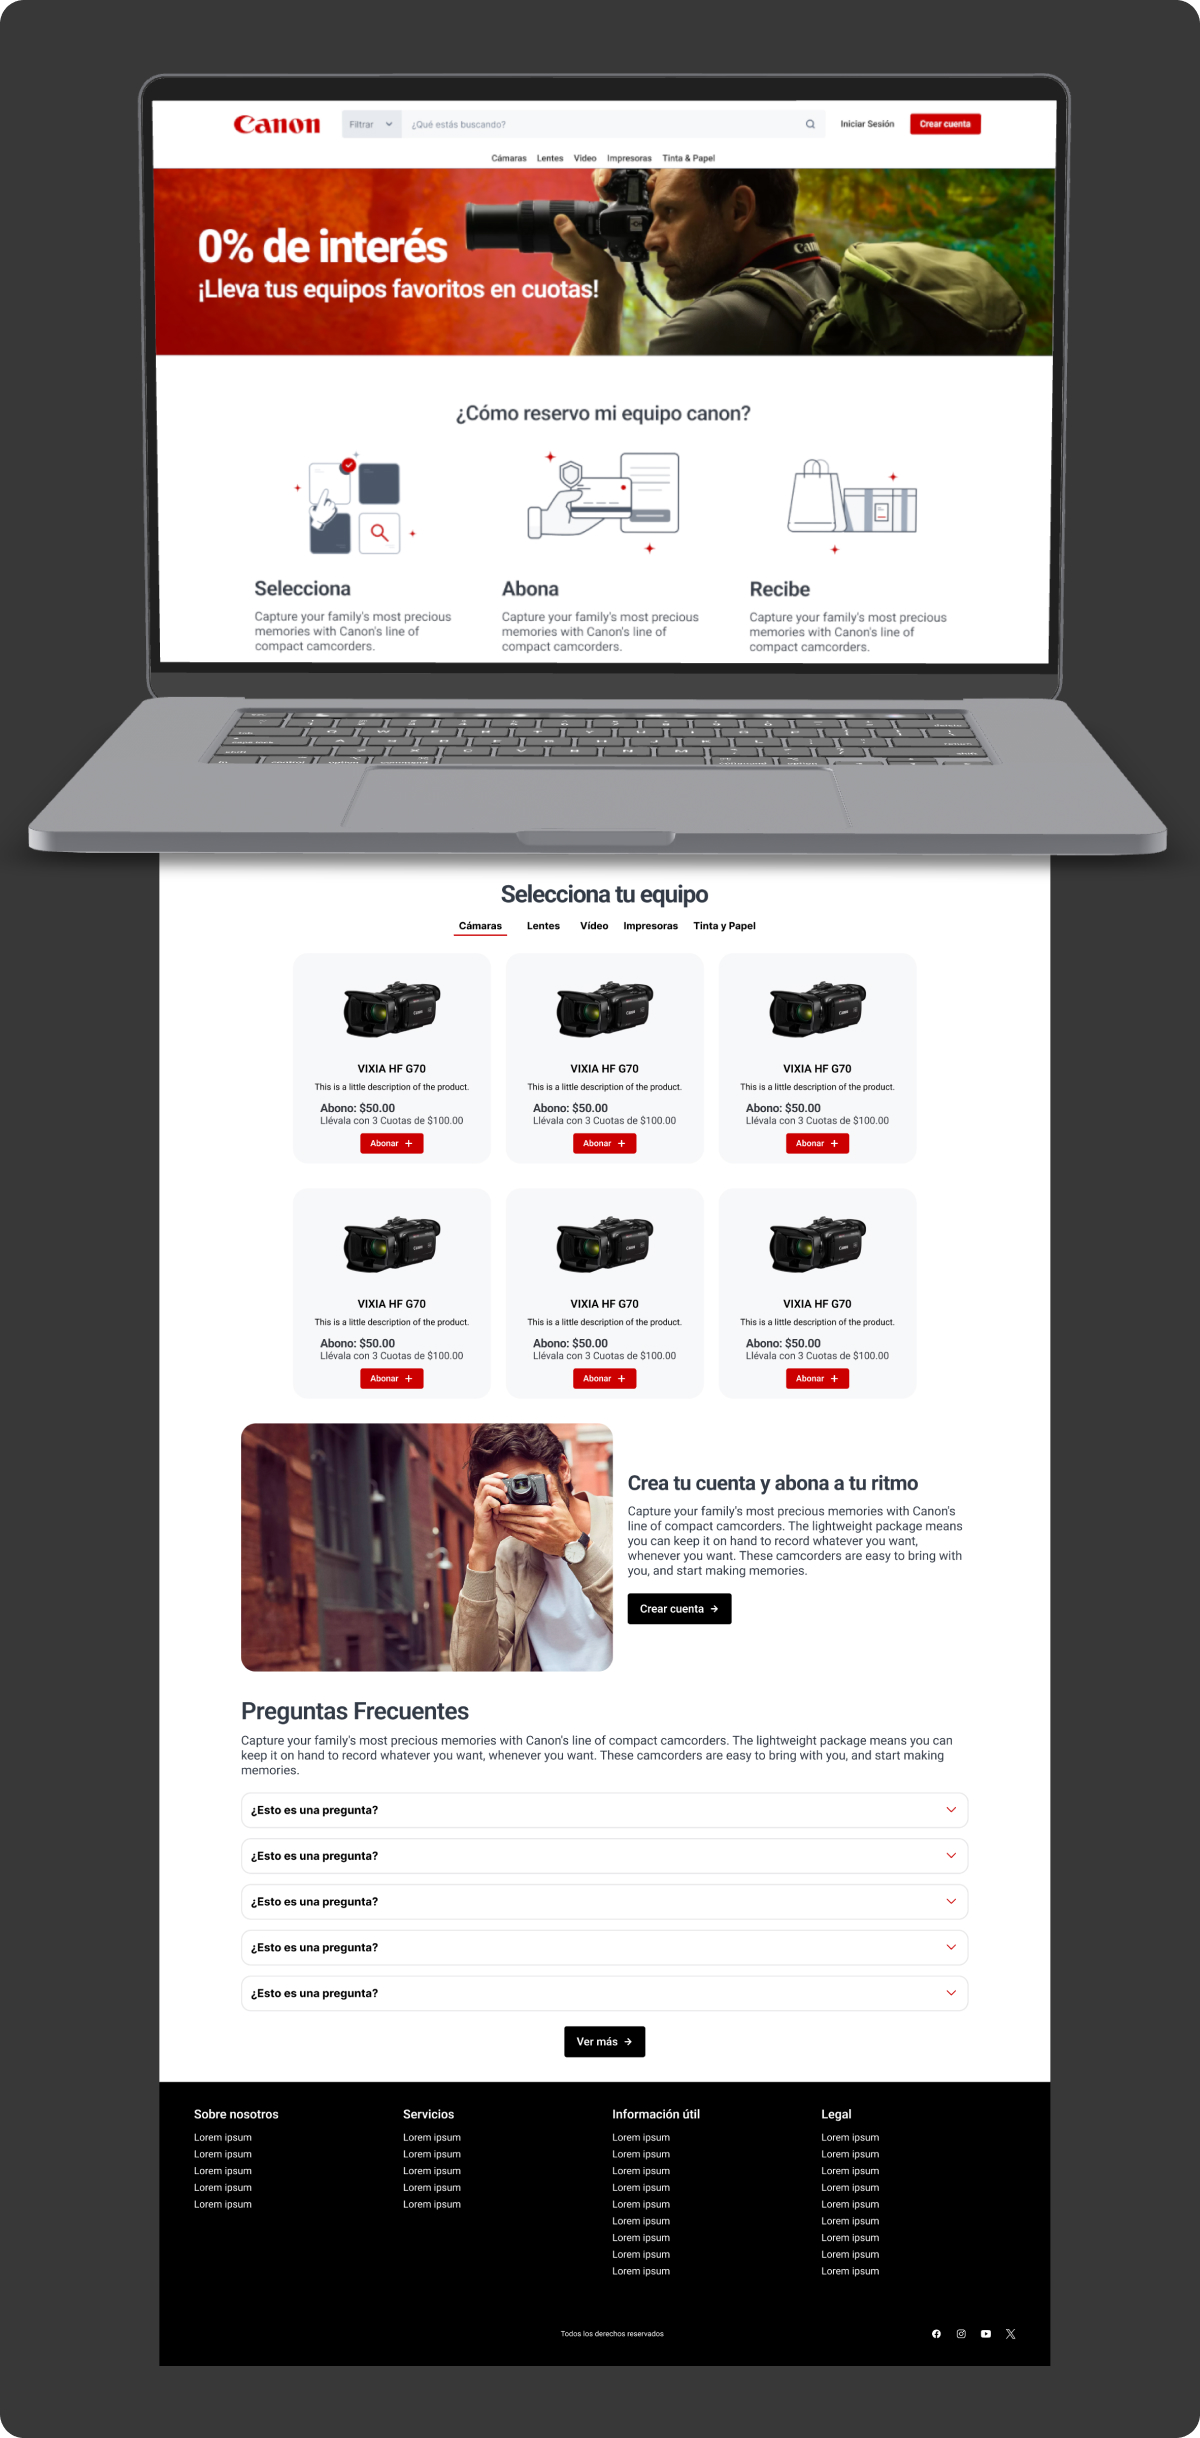 Canon
Filtrar
¿Qué estás buscando?
Iniciar Sesión
Crear cuenta
Cámaras Lentes Video Impresoras Tinta & Papel
0% de interés
¡Lleva tus equipos favoritos en cuotas!
¿Cómo reservo mi equipo canon?
Selecciona
Capture your family's most precious
memories with Canon's line of
compact camcorders.
Abona
Capture your family's most precious
memories with Canon's line of
compact camcorders.
Recibe
Capture your family's most precious
memories with Canon's line of
compact camcorders.
Selecciona tu equipo
Cámaras Lentes Vídeo Impresoras Tinta y Papel
VIXIA HF G70
This is a little description of the product.
Abono: $50.00
Llévala con 3 Cuotas de $100.00
Abonar +
VIXIA HF G70
This is a little description of the product.
Abono: $50.00
Llévala con 3 Cuotas de $100.00
Abonar +
VIXIA HF G70
This is a little description of the product.
Abono: $50.00
Llévala con 3 Cuotas de $100.00
Abonar +
VIXIA HF G70
This is a little description of the product.
Abono: $50.00
Llévala con 3 Cuotas de $100.00
Abonar +
VIXIA HF G70
This is a little description of the product.
Abono: $50.00
Llévala con 3 Cuotas de $100.00
Abonar +
VIXIA HF G70
This is a little description of the product.
Abono: $50.00
Llévala con 3 Cuotas de $100.00
Abonar +
Crea tu cuenta y abona a tu ritmo
Capture your family's most precious memories with Canon's
line of compact camcorders. The lightweight package means
you can keep it on hand to record whatever you want,
whenever you want. These camcorders are easy to bring with
you, and start making memories.
Crear cuenta →
Preguntas Frecuentes
Capture your family's most precious memories with Canon's line of compact camcorders. The lightweight package means you can
keep it on hand to record whatever you want, whenever you want. These camcorders are easy to bring with you, and start making
memories.
¿Esto es una pregunta?
¿Esto es una pregunta?
¿Esto es una pregunta?
¿Esto es una pregunta?
¿Esto es una pregunta?
Ver más →
Sobre nosotros
Lorem ipsum
Lorem ipsum
Lorem ipsum
Lorem ipsum
Lorem ipsum
Servicios
Lorem ipsum
Lorem ipsum
Lorem ipsum
Lorem ipsum
Lorem ipsum
Información útil
Lorem ipsum
Lorem ipsum
Lorem ipsum
Lorem ipsum
Lorem ipsum
Lorem ipsum
Lorem ipsum
Lorem ipsum
Lorem ipsum
Legal
Lorem ipsum
Lorem ipsum
Lorem ipsum
Lorem ipsum
Lorem ipsum
Lorem ipsum
Lorem ipsum
Lorem ipsum
Lorem ipsum
Todos los derechos reservados